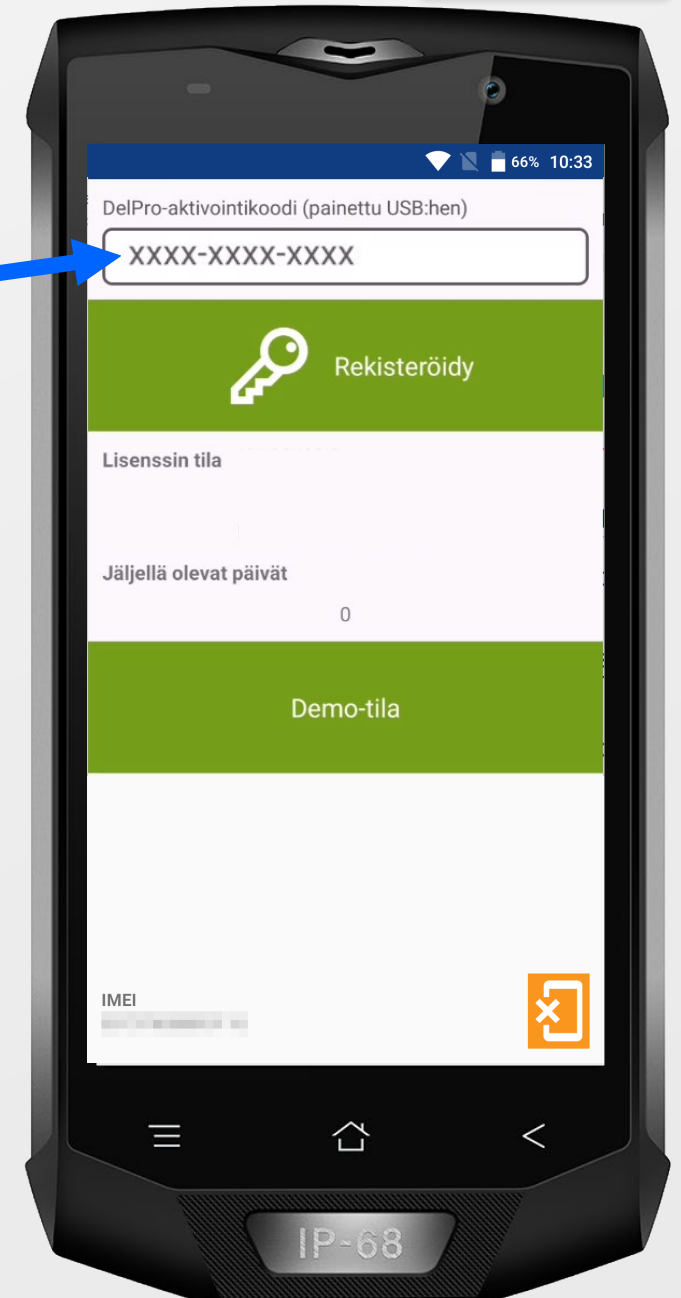 66% 10:33
DelPro-aktivointikoodi (painettu USB:hen)
XXXX-XXXX-XXXX
Rekisteröidy
Lisenssin tila
Jäljellä olevat päivät
0
Demo-tila
IMEI
IP-68